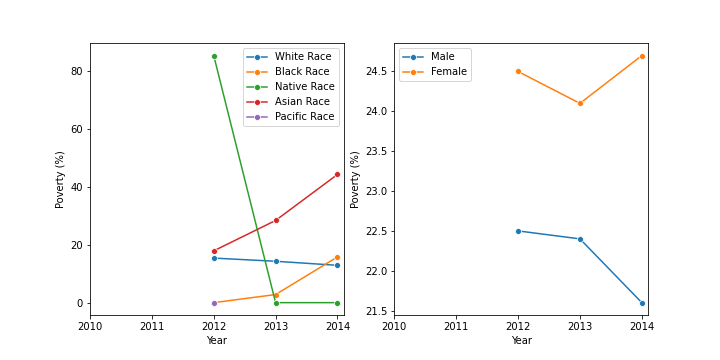 Poverty (%)
80
60
40
20
0
2010 2011 2012 2013 2014
Year
White Race
Black Race
Native Race
Asian Race
Pacific Race
Poverty (%)
24.5
24.0
23.5
23.0
22.5
22.0
21.5
2010 2011 2012 2013 2014
Year
Male
Female